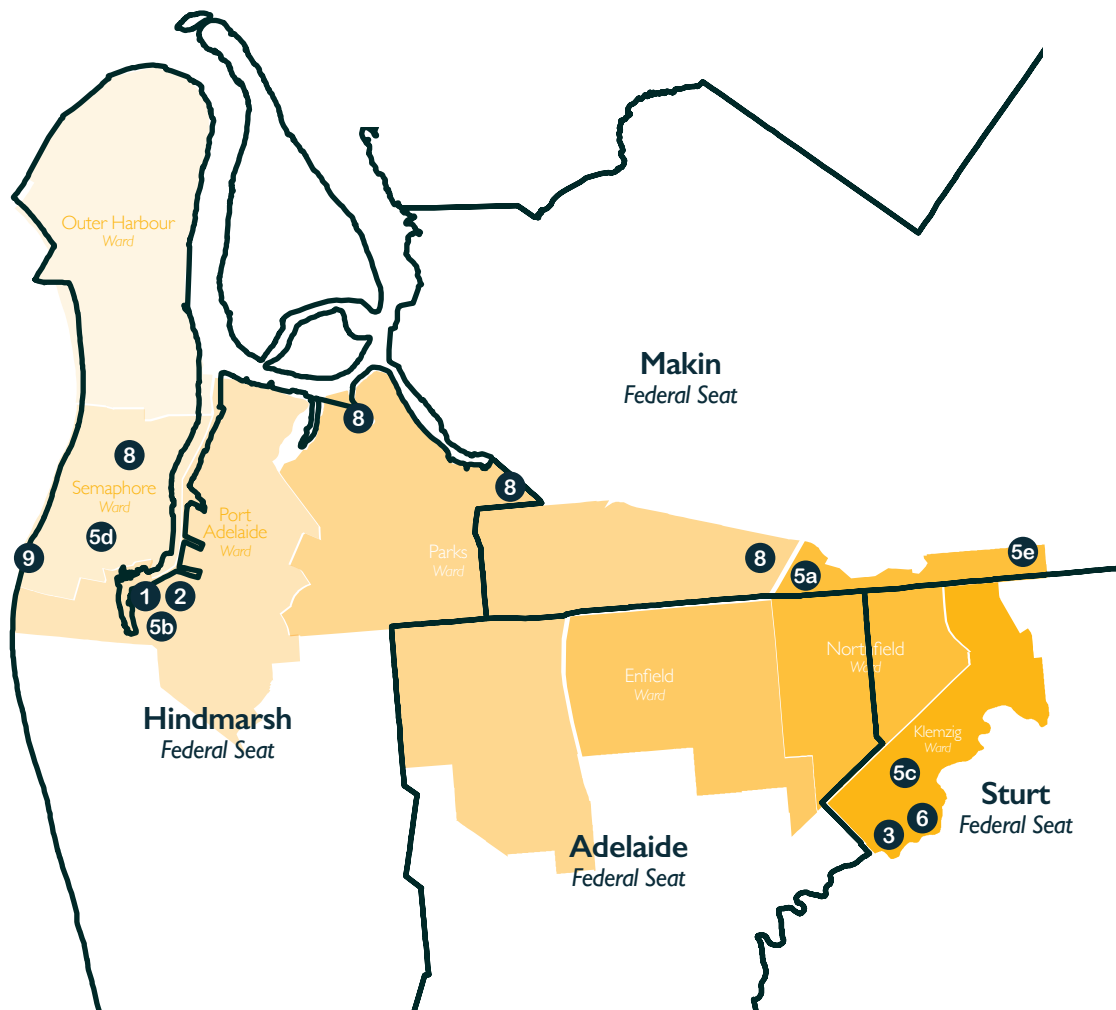 Outer Harbour
Ward
Makin
Federal Seat
8
8
Semaphore
Ward
8
5d
Port
Adelaide
Ward
9
Parks
Ward
8
5a
5e
1
2
5b
Northfield
Ward
Enfield
Ward
Hindmarsh
Federal Seat
Klemzig
Ward
5c
Sturt
Federal Seat
6
3
Adelaide
Federal Seat